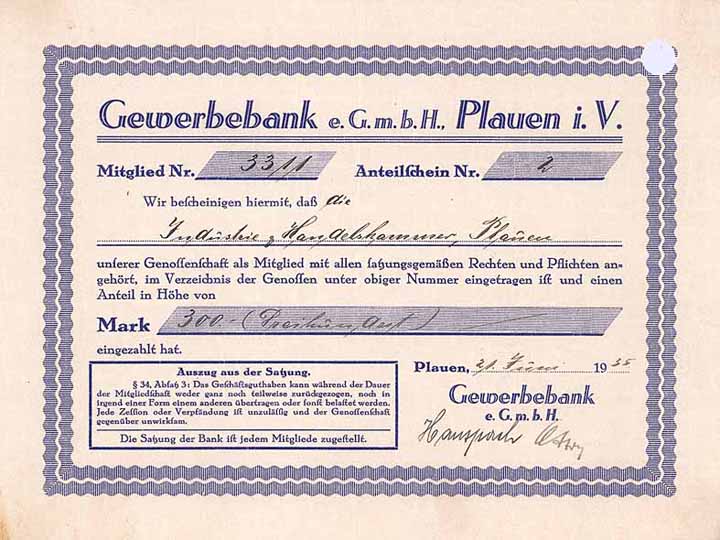 Gewerbebank e.G.m.b.H., Plauen i.V.
Mitglied Nr. 33/1 Anteilſchein Nr. 2
Wir beſcheinigen hiermit, daß die
Industrie & Handelskammer, Plauen
unſerer Genoſſenſchaft als Mitglied mit allen ſatzungsgemäßen Rechten und Pflichten an-
gehört, im Verzeichnis der Genoſſen unter obiger Nummer eingetragen iſt und einen
Anteil in Höhe von
Mark 300.- (Dreihundert)
eingezahlt hat.
Plauen, 21. Juni 1935
Gewerbebank
e.G.m.b.H.
Auszug aus der Satzung.
§ 34, Abſatz 3: Das Geſchäftsguthaben kann während der Dauer
der Mitgliedſchaft weder ganz noch teilweise zurückgezogen, noch in
irgend einer Form einem anderen übertragen oder ſonſt belaſtet werden.
Jede Zeſſion oder Verpfändung iſt unzuläſſig und der Genoſſenſchaft
gegenüber unwirkſam.
Die Satzung der Bank iſt jedem Mitgliede zugeſtellt.